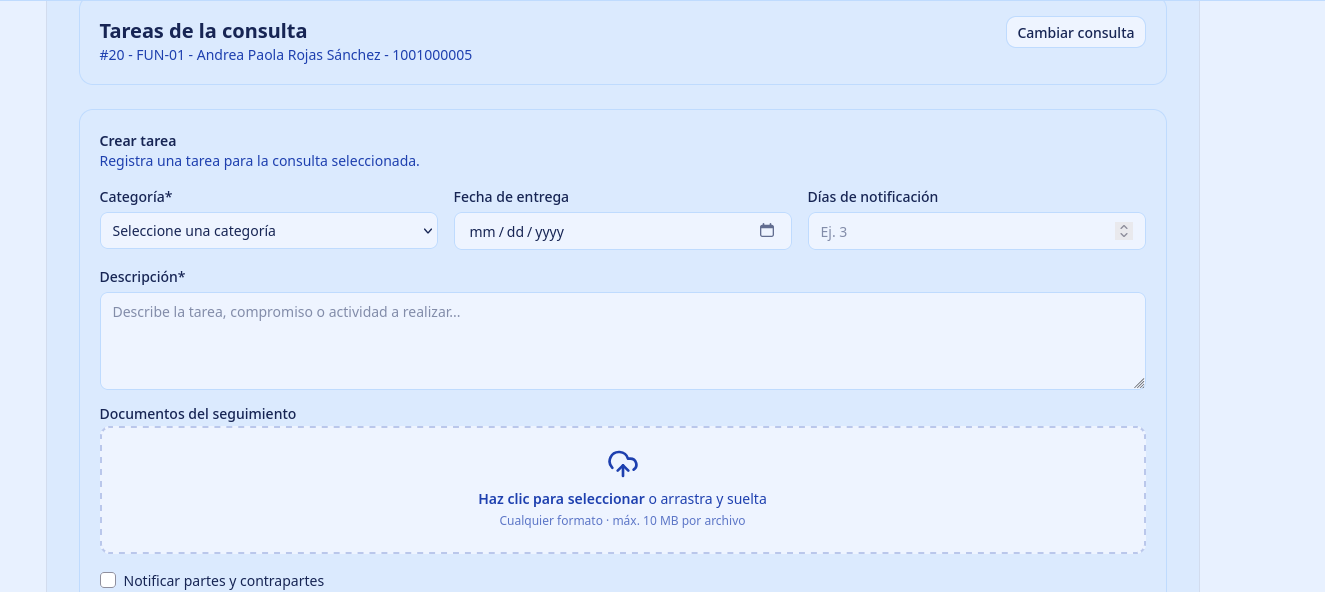 Tareas de la consulta
#20 - FUN-01 - Andrea Paola Rojas Sánchez - 1001000005
Cambiar consulta
Crear tarea
Registra una tarea para la consulta seleccionada.
Categoría*
Fecha de entrega
Días de notificación
Seleccione una categoría
mm / dd / yyyy
Ej. 3
Descripción*
Describe la tarea, compromiso o actividad a realizar...
Documentos del seguimiento
Haz clic para seleccionar o arrastra y suelta
Cualquier formato · máx. 10 MB por archivo
Notificar partes y contrapartes